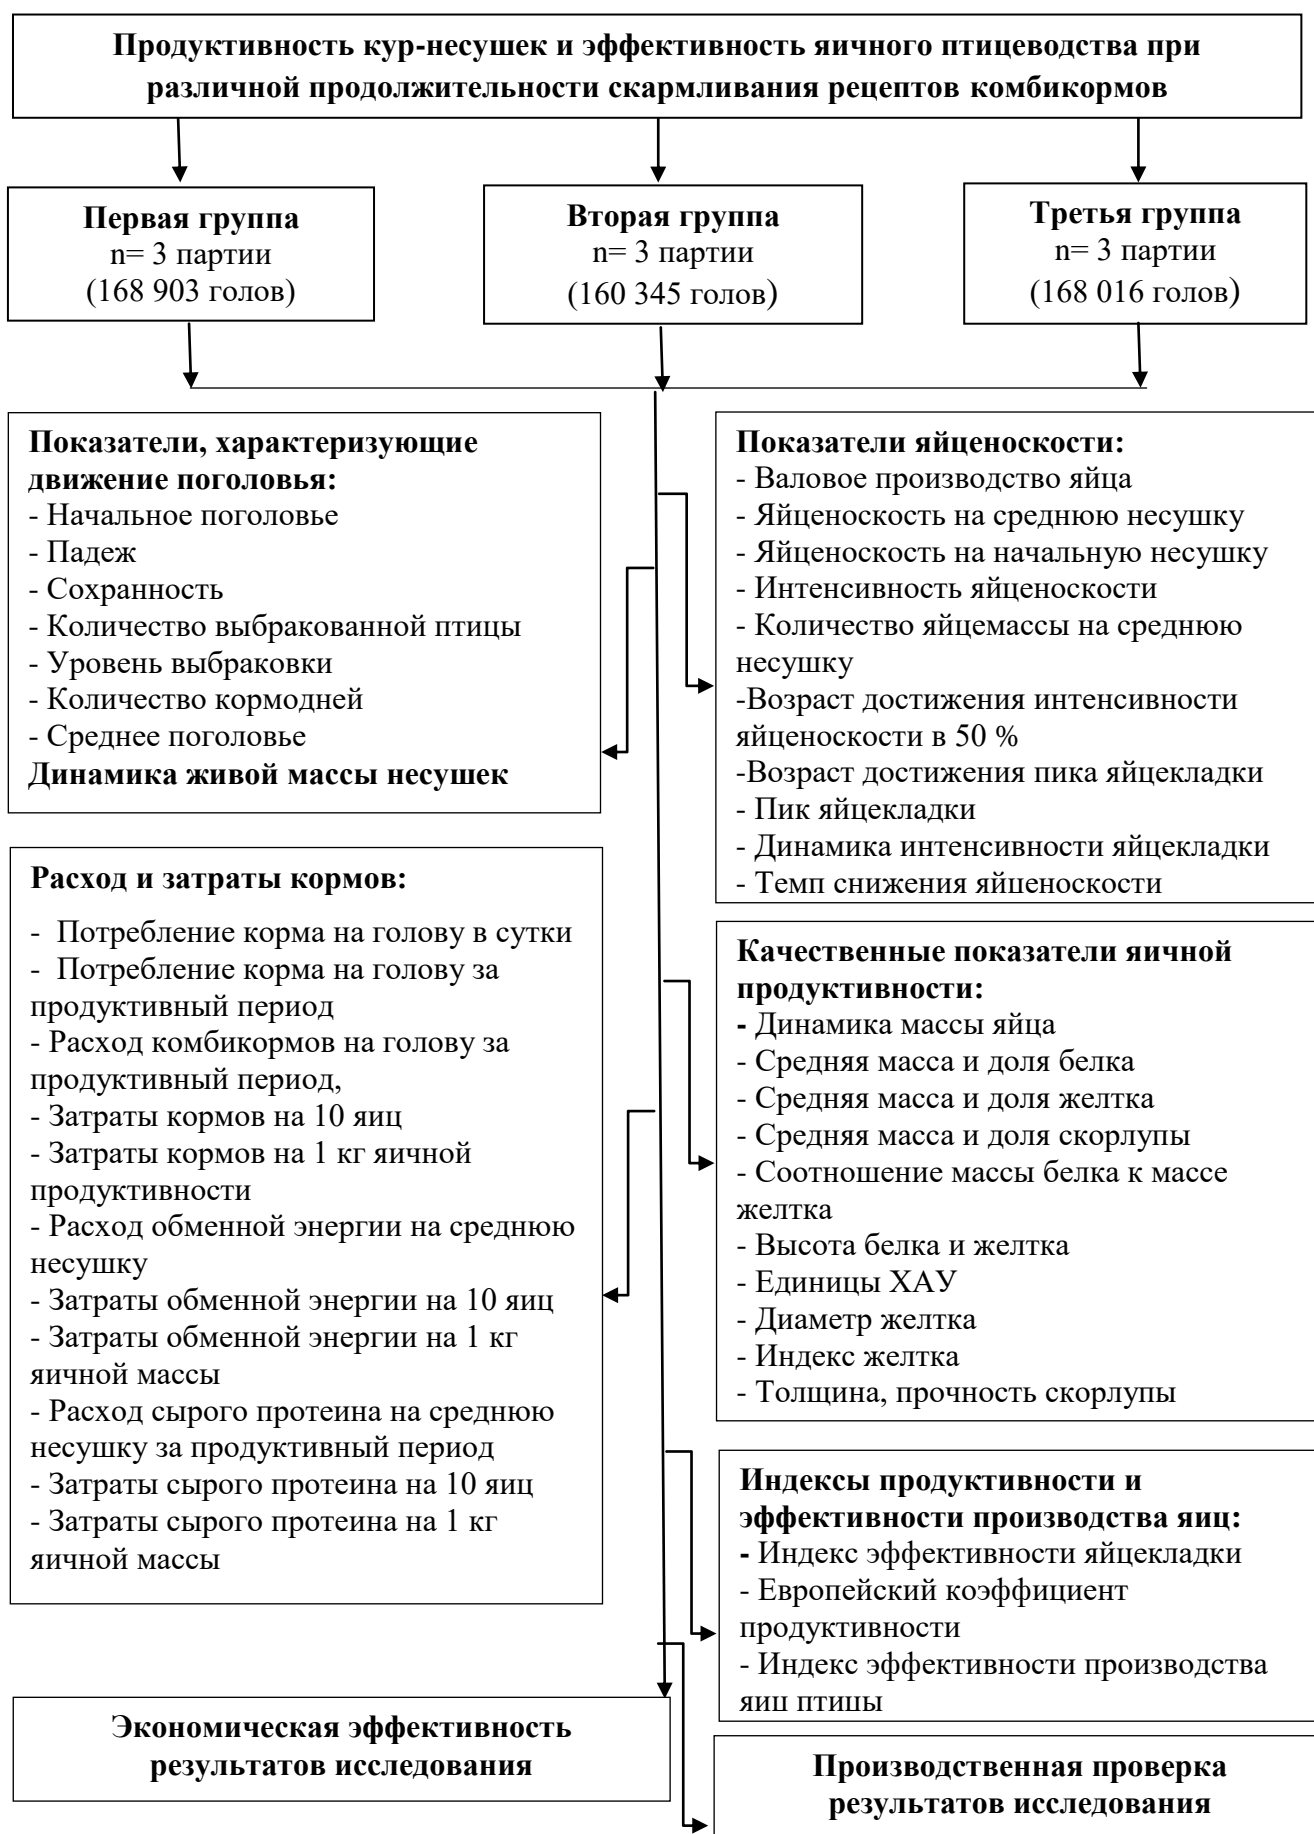 Продуктивность кур-несушек и эффективность яичного птицеводства при
различной продолжительности скармливания рецептов комбикормов
Первая группа
n= 3 партии
(168 903 голов)
Вторая группа
n= 3 партии
(160 345 голов)
Третья группа
n= 3 партии
(168 016 голов)
Показатели, характеризующие
движение поголовья:
- Начальное поголовье
- Падеж
- Сохранность
- Количество выбракованной птицы
- Уровень выбраковки
- Количество кормодней
- Среднее поголовье
Динамика живой массы несушек
Показатели яйценоскости:
- Валовое производство яйца
- Яйценоскость на среднюю несушку
- Яйценоскость на начальную несушку
- Интенсивность яйценоскости
- Количество яйцемассы на среднюю
несушку
-Возраст достижения интенсивности
яйценоскости в 50 %
-Возраст достижения пика яйцекладки
- Пик яйцекладки
- Динамика интенсивности яйцекладки
- Темп снижения яйценоскости
Расход и затраты кормов:
- Потребление корма на голову в сутки
- Потребление корма на голову за
продуктивный период
- Расход комбикормов на голову за
продуктивный период,
- Затраты кормов на 10 яиц
- Затраты кормов на 1 кг яичной
продуктивности
- Расход обменной энергии на среднюю
несушку
- Затраты обменной энергии на 10 яиц
- Затраты обменной энергии на 1 кг
яичной массы
- Расход сырого протеина на среднюю
несушку за продуктивный период
- Затраты сырого протеина на 10 яиц
- Затраты сырого протеина на 1 кг
яичной массы
Качественные показатели яичной
продуктивности:
- Динамика массы яйца
- Средняя масса и доля белка
- Средняя масса и доля желтка
- Средняя масса и доля скорлупы
- Соотношение массы белка к массе
желтка
- Высота белка и желтка
- Единицы ХАУ
- Диаметр желтка
- Индекс желтка
- Толщина, прочность скорлупы
Индексы продуктивности и
эффективности производства яиц:
- Индекс эффективности яйцекладки
- Европейский коэффициент
продуктивности
- Индекс эффективности производства
яиц птицы
Экономическая эффективность
результатов исследования
Производственная проверка
результатов исследования